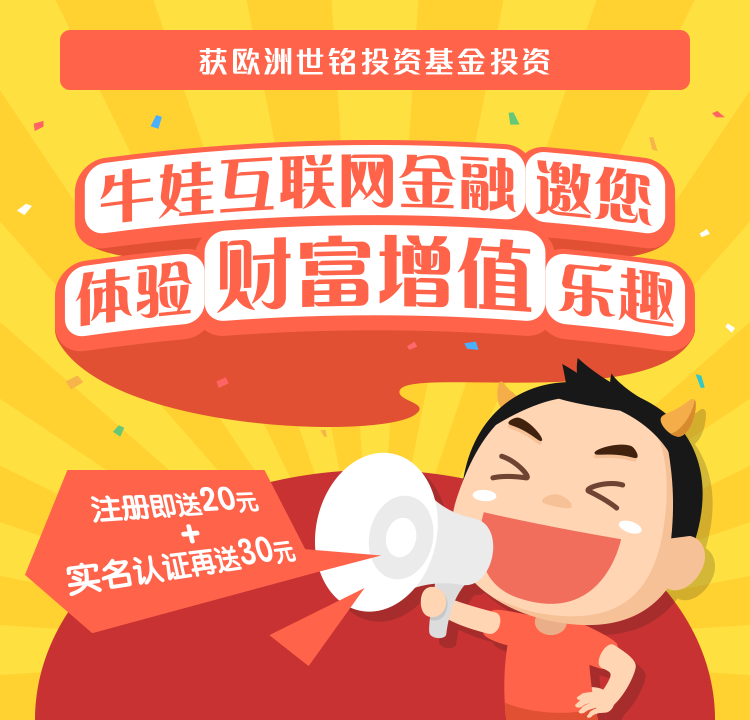 获欧洲世铭投资基金投资
牛娃互联网金融邀您
体验财富增值乐趣
注册即送20元
+
实名认证再送30元